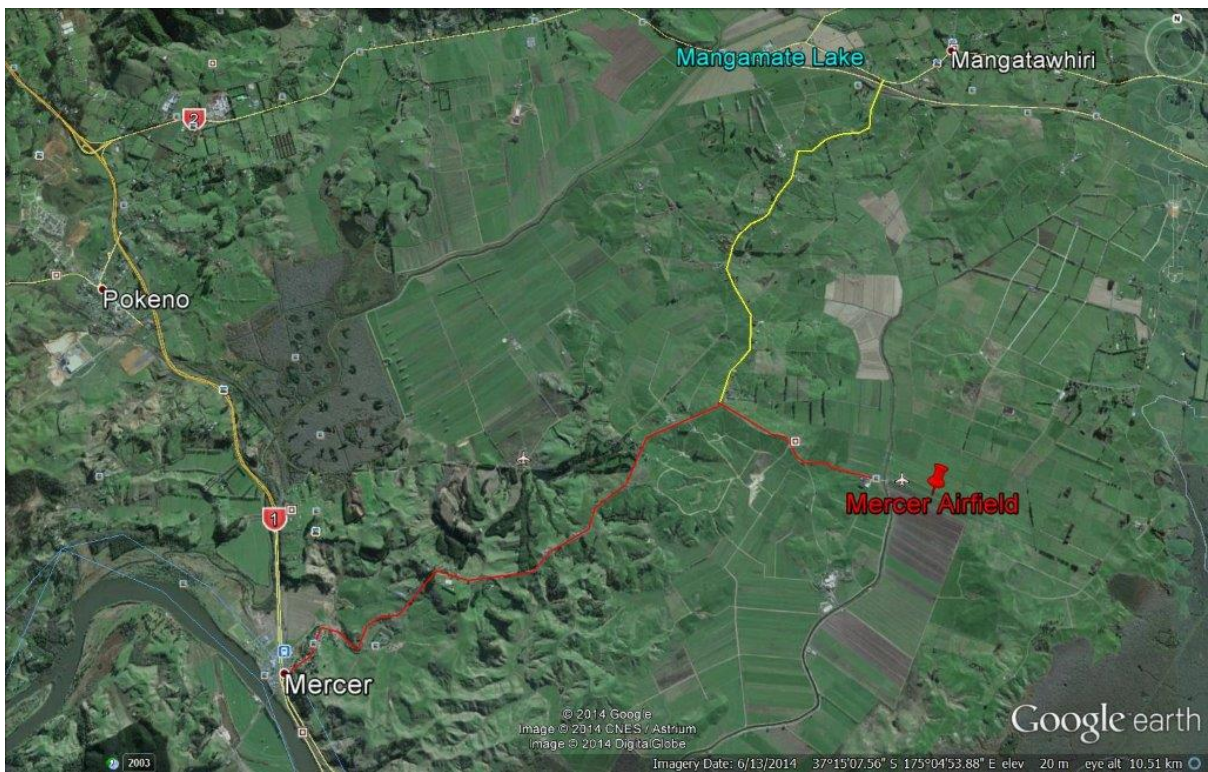 N
Mangamate Lake
Mangatawhiri
2
Pokeno
Mercer Airfield
1
Mercer
© 2014 Google
Image © 2014 CNES / Astrium
Image © 2014 DigitalGlobe
Google earth
2003
Imagery Date: 6/13/2014 37°15'07.56" S 175°04'53.88" E elev 20 m eye alt 10.51 km